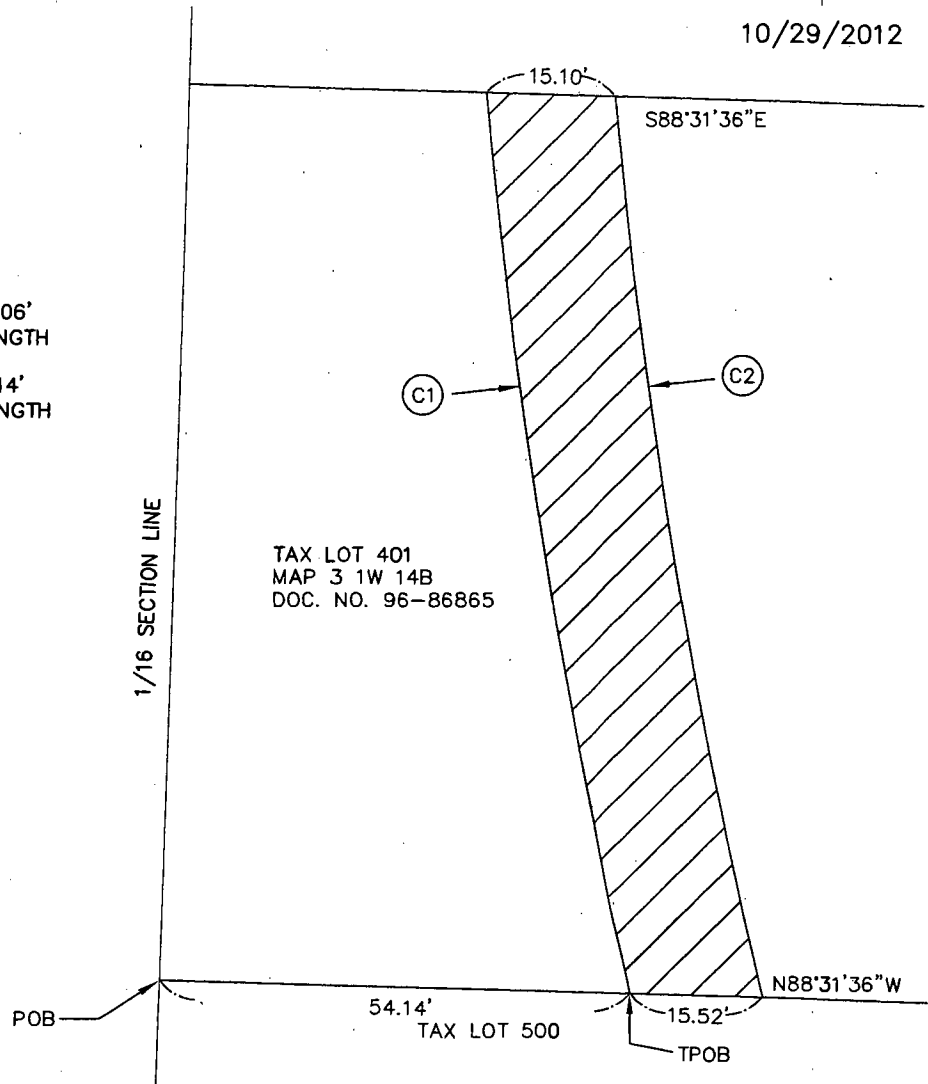 10/29/2012
15.10'
S88°31'36"E
06'
NGTH
14'
NGTH
C1
C2
1/16 SECTION LINE
TAX LOT 401
MAP 3 1W 14B
DOC. NO. 96-86865
N88°31'36"W
POB
54.14'
15.52'
TAX LOT 500
TPOB